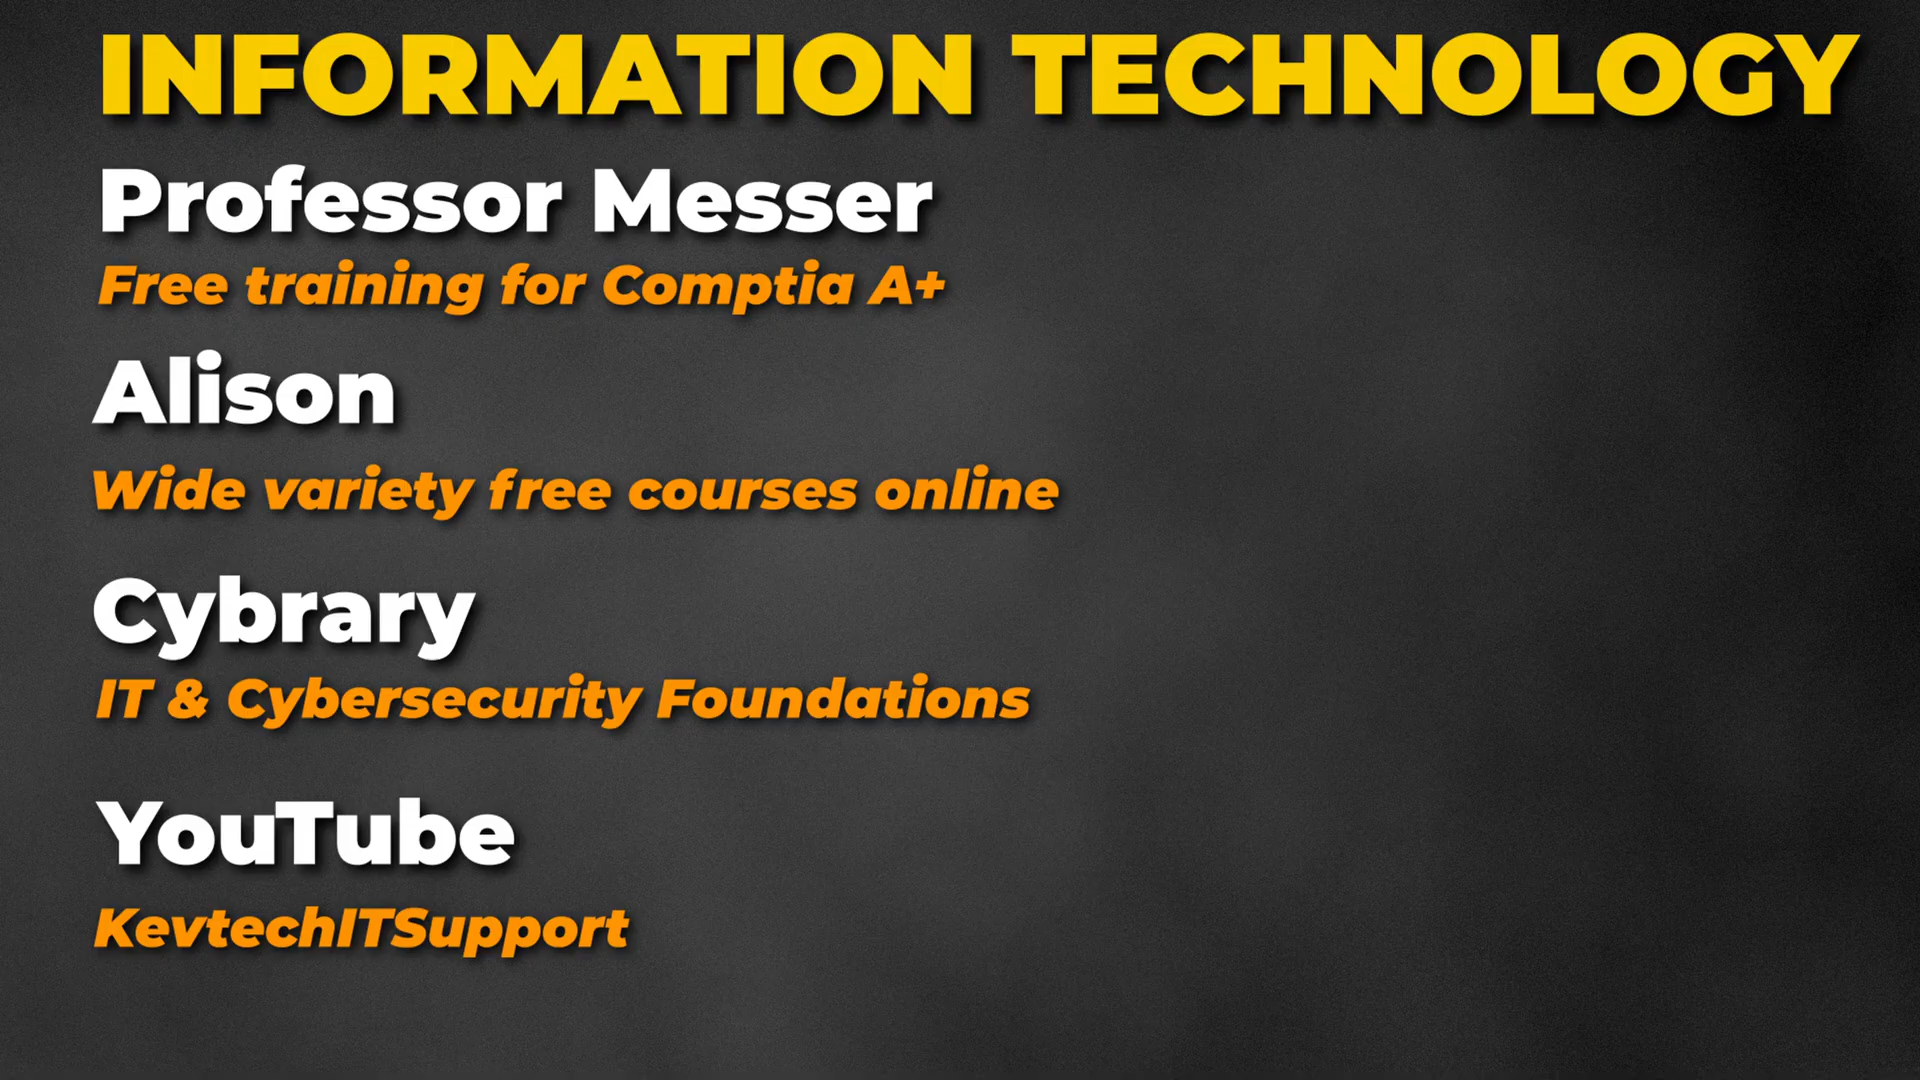 INFORMATION TECHNOLOGY
Professor Messer
Free training for Comptia A+
Alison
Wide variety free courses online
Cybrary
IT & Cybersecurity Foundations
YouTube
KevtechITSupport